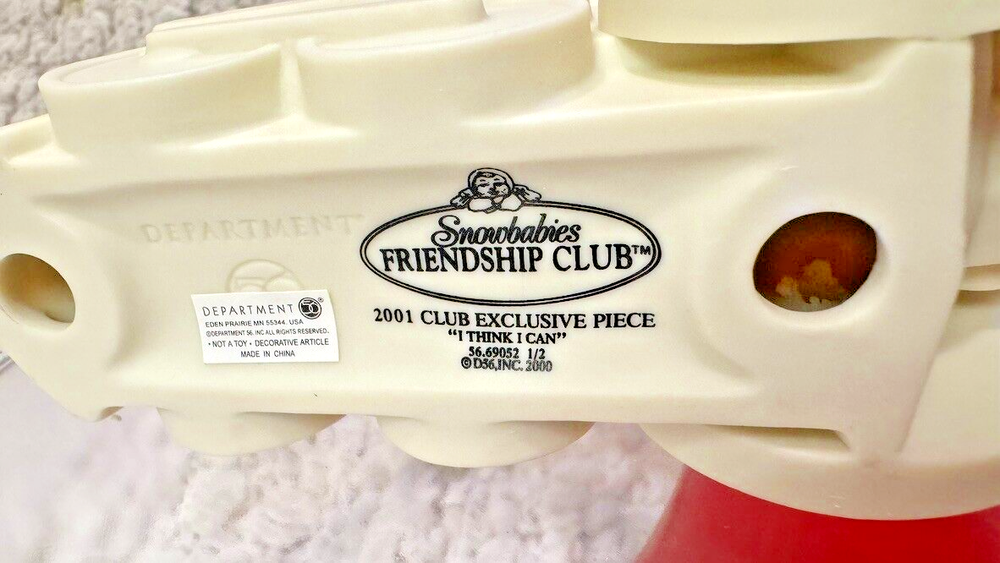 DEPARTMENT
Snowbabies
FRIENDSHIP CLUB™
2001 CLUB EXCLUSIVE PIECE
"I THINK I CAN"
56.69052 1/2
©D56,INC. 2000
DEPARTMENT 56®
EDEN PRAIRIE MN 55344. USA
©DEPARTMENT 56, INC ALL RIGHTS RESERVED.
• NOT A TOY • DECORATIVE ARTICLE
MADE IN CHINA